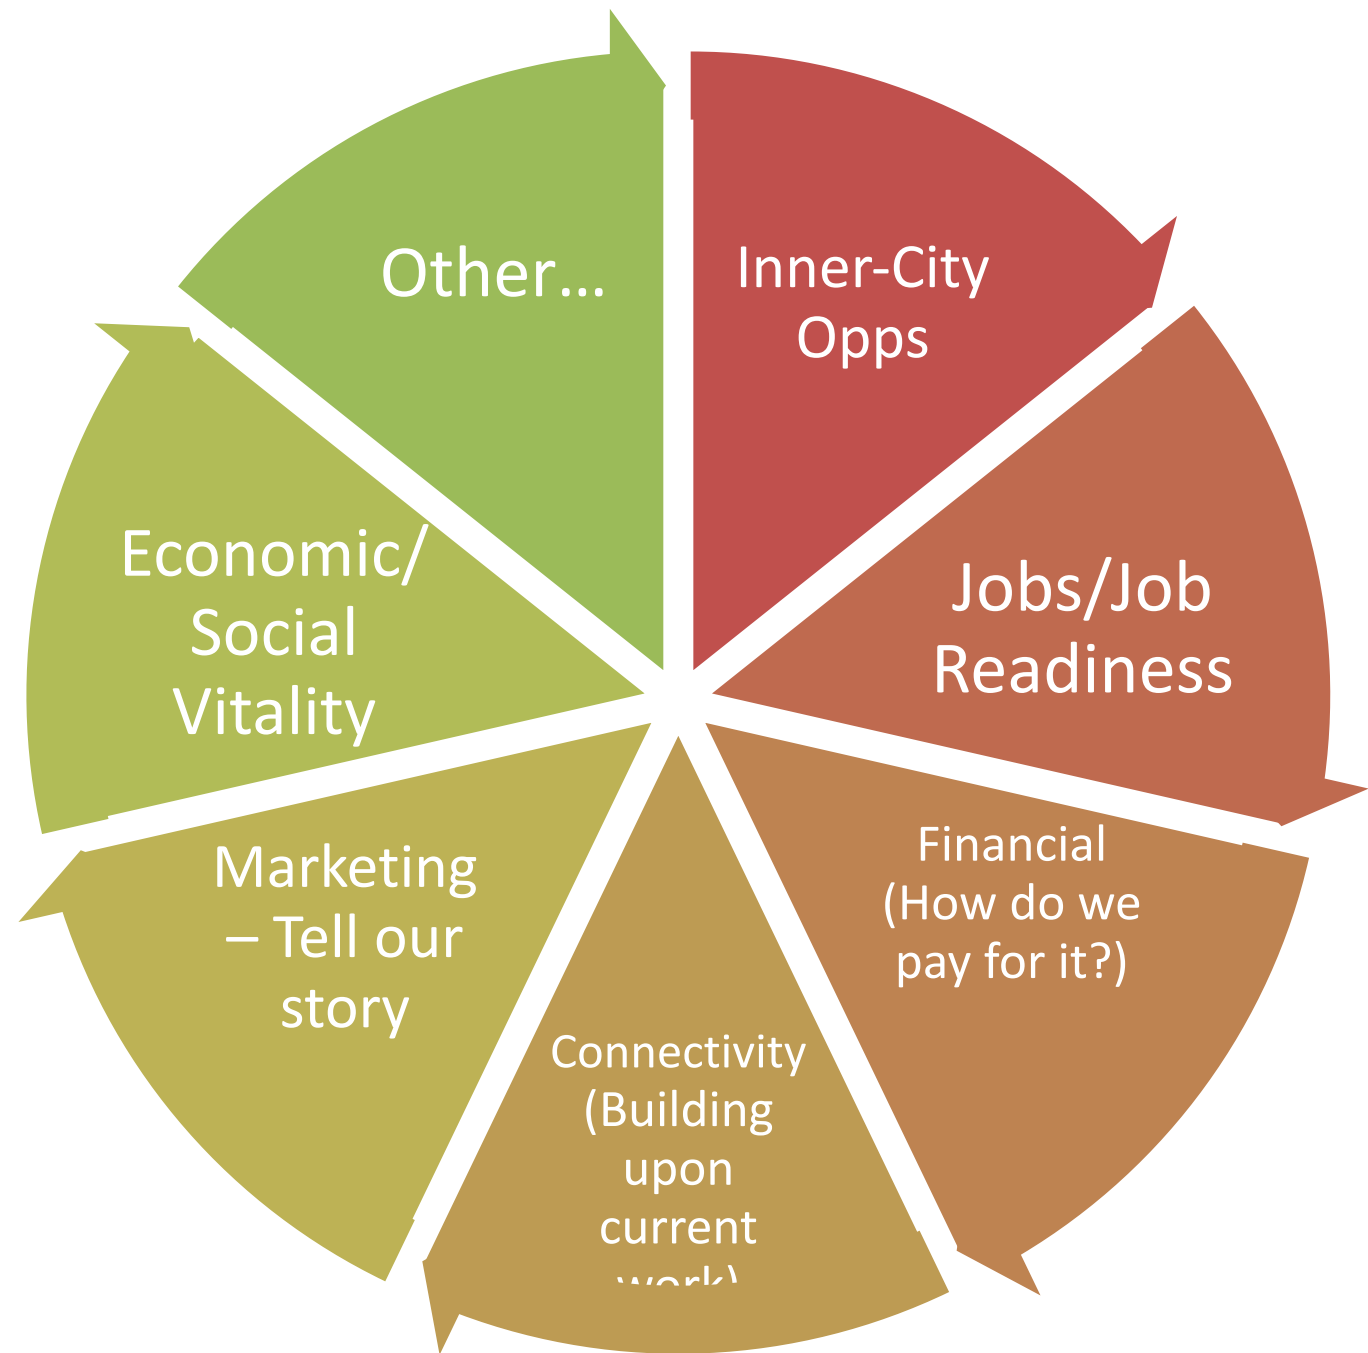 Other...
Inner-City
Opps
Jobs/Job
Readiness
Financial
(How do we
pay for it?)
Connectivity
(Building
upon
current
work)
Marketing
– Tell our
story
Economic/
Social
Vitality